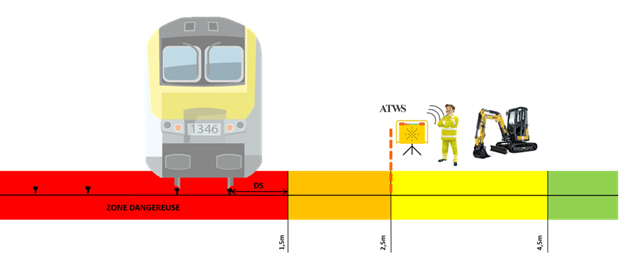 ATWS
1346
DS
ZONE DANGEREUSE
1,5m
2,5m
4,5m